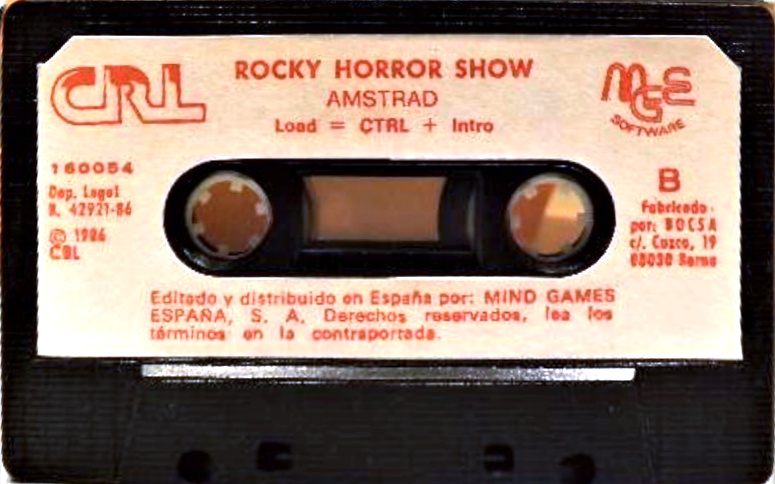 CRL
ROCKY HORROR SHOW
AMSTRAD
Load = CTRL + Intro
MGE
SOFTWARE
160054
Dep. Legal
B. 42921-86
© 1986
CRL
B
Fabricado
por: BOCSA
c/. Cuzco, 19
08030 Barna
Editado y distribuido en España por: MIND GAMES
ESPAÑA, S. A. Derechos reservados, lea los
términos en la contraportada.